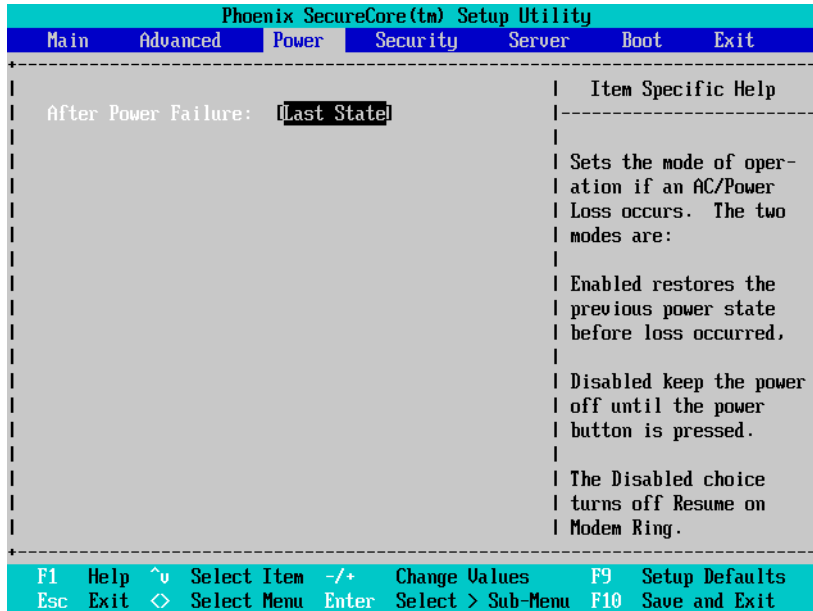 Phoenix SecureCore(tm) Setup Utility
Main Advanced Power Security Server Boot Exit
Item Specific Help
After Power Failure: [Last State]
Sets the mode of oper-
ation if an AC/Power
Loss occurs. The two
modes are:
Enabled restores the
previous power state
before loss occurred,
Disabled keep the power
off until the power
button is pressed.
The Disabled choice
turns off Resume on
Modem Ring.
F1 Help ^v Select Item -/+ Change Values F9 Setup Defaults
Esc Exit <> Select Menu Enter Select > Sub-Menu F10 Save and Exit